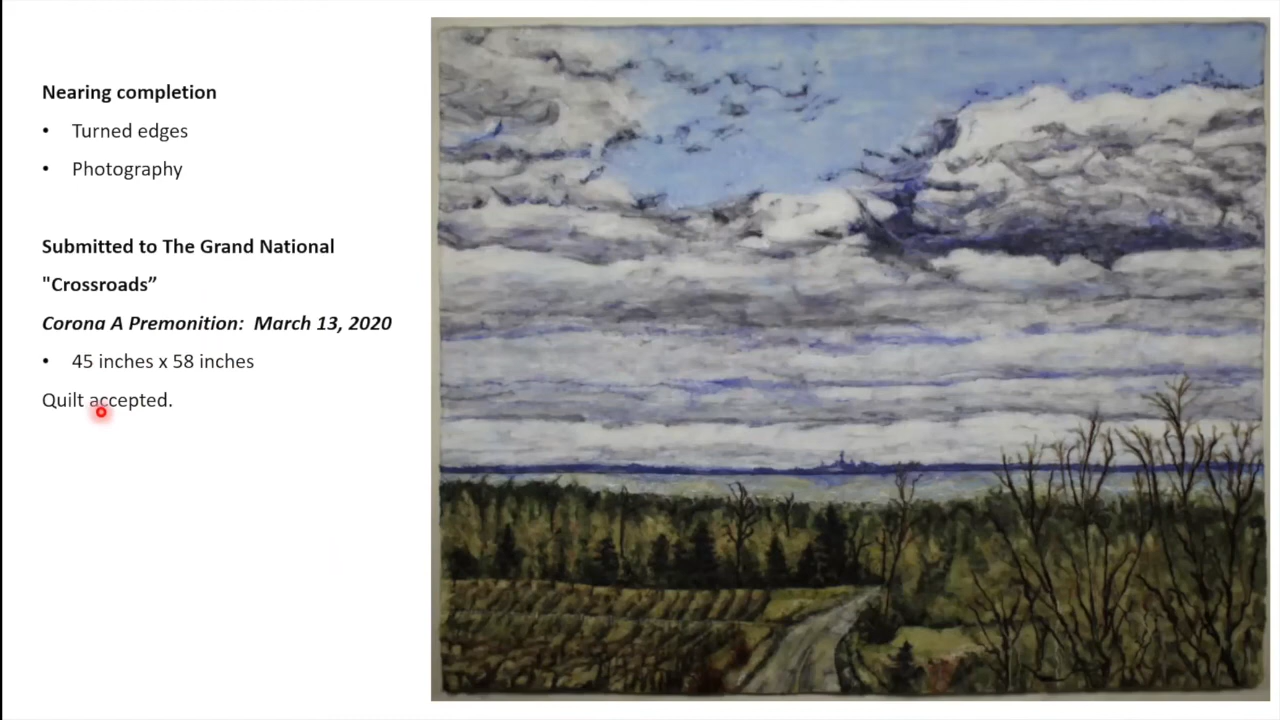 Nearing completion
• Turned edges
• Photography
Submitted to The Grand National
"Crossroads”
Corona A Premonition: March 13, 2020
• 45 inches x 58 inches
Quilt accepted.